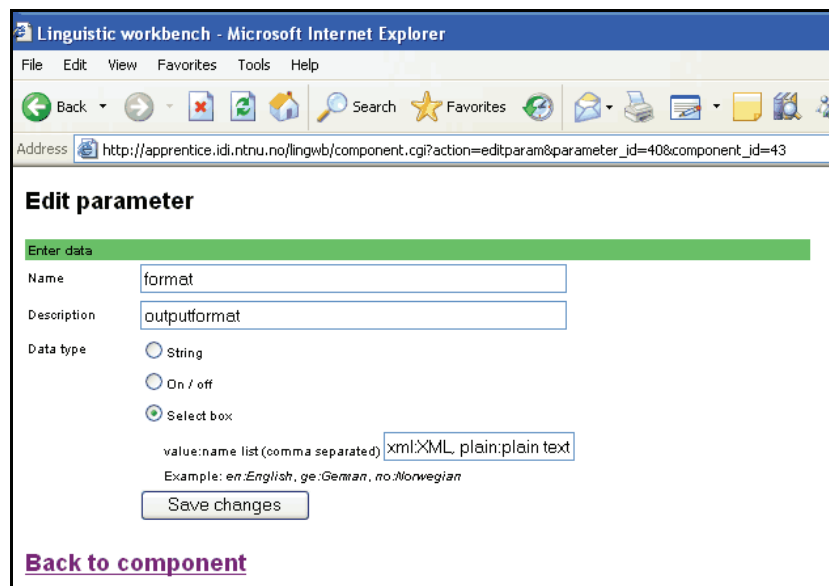 Linguistic workbench - Microsoft Internet Explorer
File Edit View Favorites Tools Help
Back Search Favorites
Address http://apprentice.idi.ntnu.no/lingwb/component.cgi?action=editparam&parameter_id=40&component_id=43
Edit parameter
Enter data
Name format
Description outputformat
Data type String
On / off
Select box
value:name list (comma separated) xml:XML, plain:plain text
Example: en:English, ge:German, no:Norwegian
Save changes
Back to component